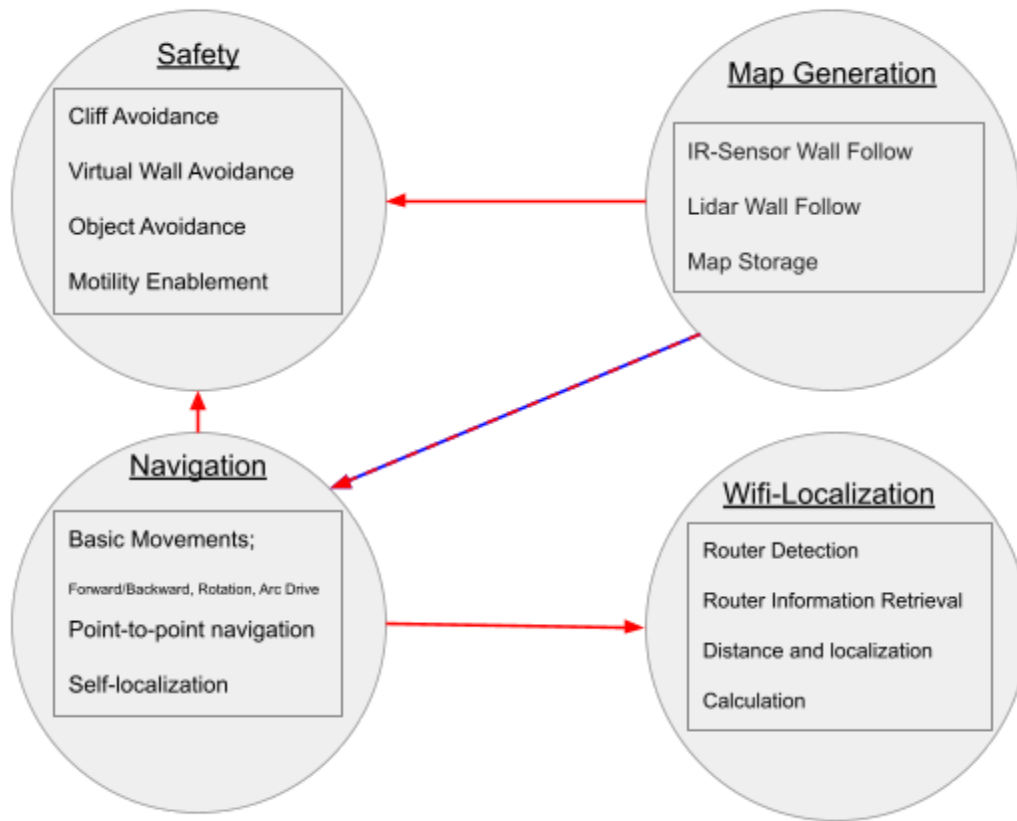 Safety
Cliff Avoidance
Virtual Wall Avoidance
Object Avoidance
Motility Enablement
Map Generation
IR-Sensor Wall Follow
Lidar Wall Follow
Map Storage
Navigation
Basic Movements;
Forward/Backward, Rotation, Arc Drive
Point-to-point navigation
Self-localization
Wifi-Localization
Router Detection
Router Information Retrieval
Distance and localization
Calculation